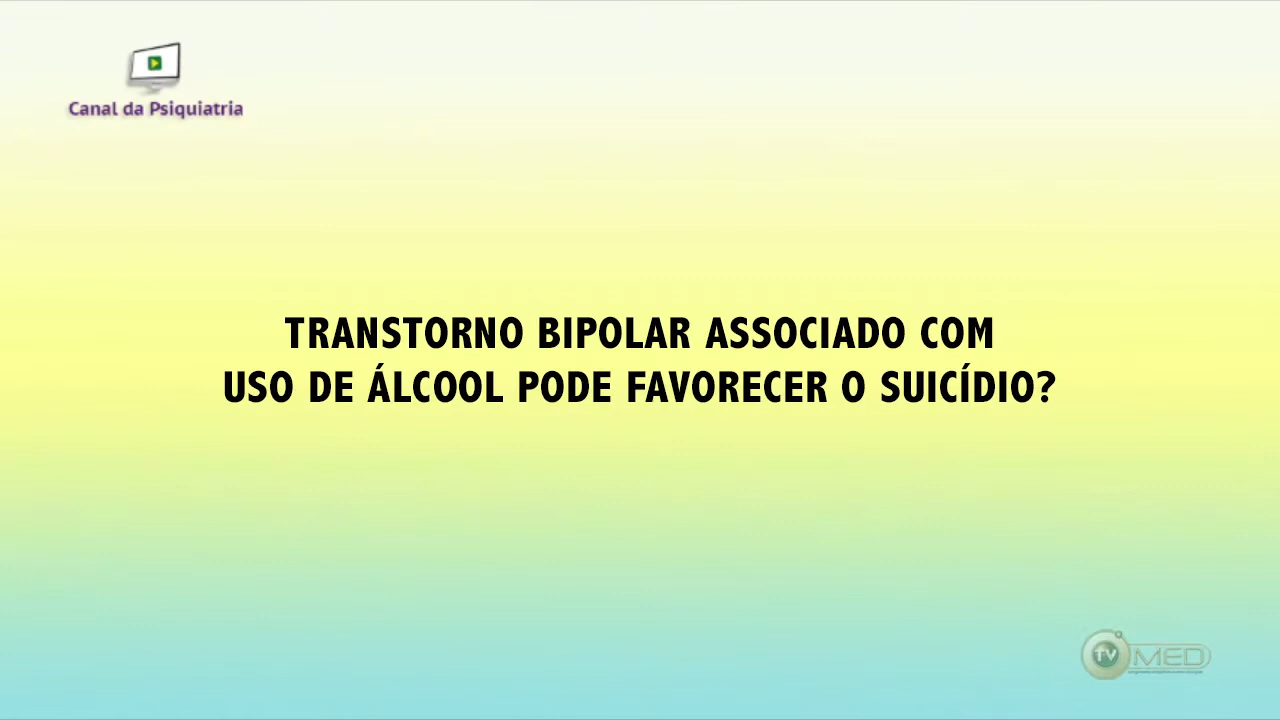 Canal da Psiquiatria
TRANSTORNO BIPOLAR ASSOCIADO COM
USO DE ÁLCOOL PODE FAVORECER O SUICÍDIO?
TV MED